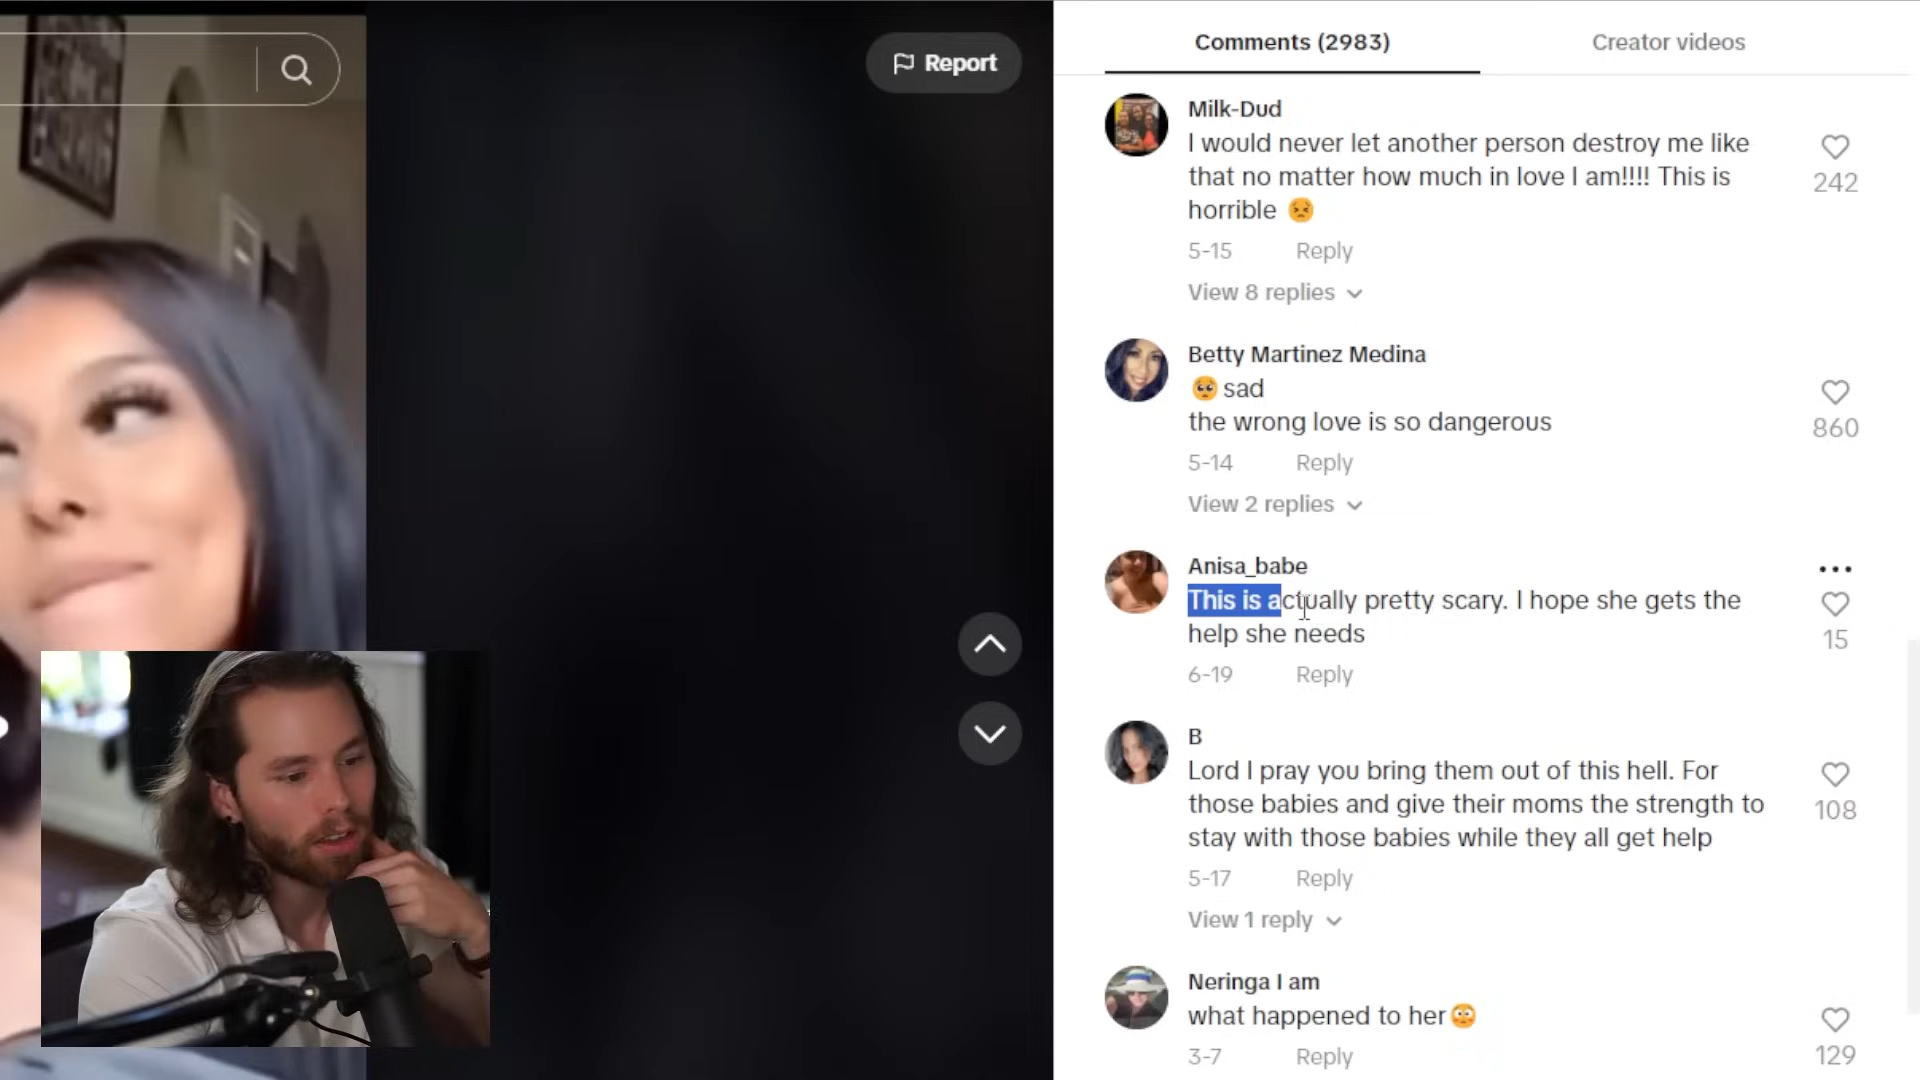 Report
Comments (2983)
Creator videos
Milk-Dud
I would never let another person destroy me like
that no matter how much in love I am!!!! This is
horrible 😣
242
5-15 Reply
View 8 replies
Betty Martinez Medina
🥺 sad
the wrong love is so dangerous
860
5-14 Reply
View 2 replies
Anisa_babe
This is actually pretty scary. I hope she gets the
help she needs
15
6-19 Reply
B
Lord I pray you bring them out of this hell. For
those babies and give their moms the strength to
stay with those babies while they all get help
108
5-17 Reply
View 1 reply
Neringa I am
what happened to her😳
129
3-7 Reply